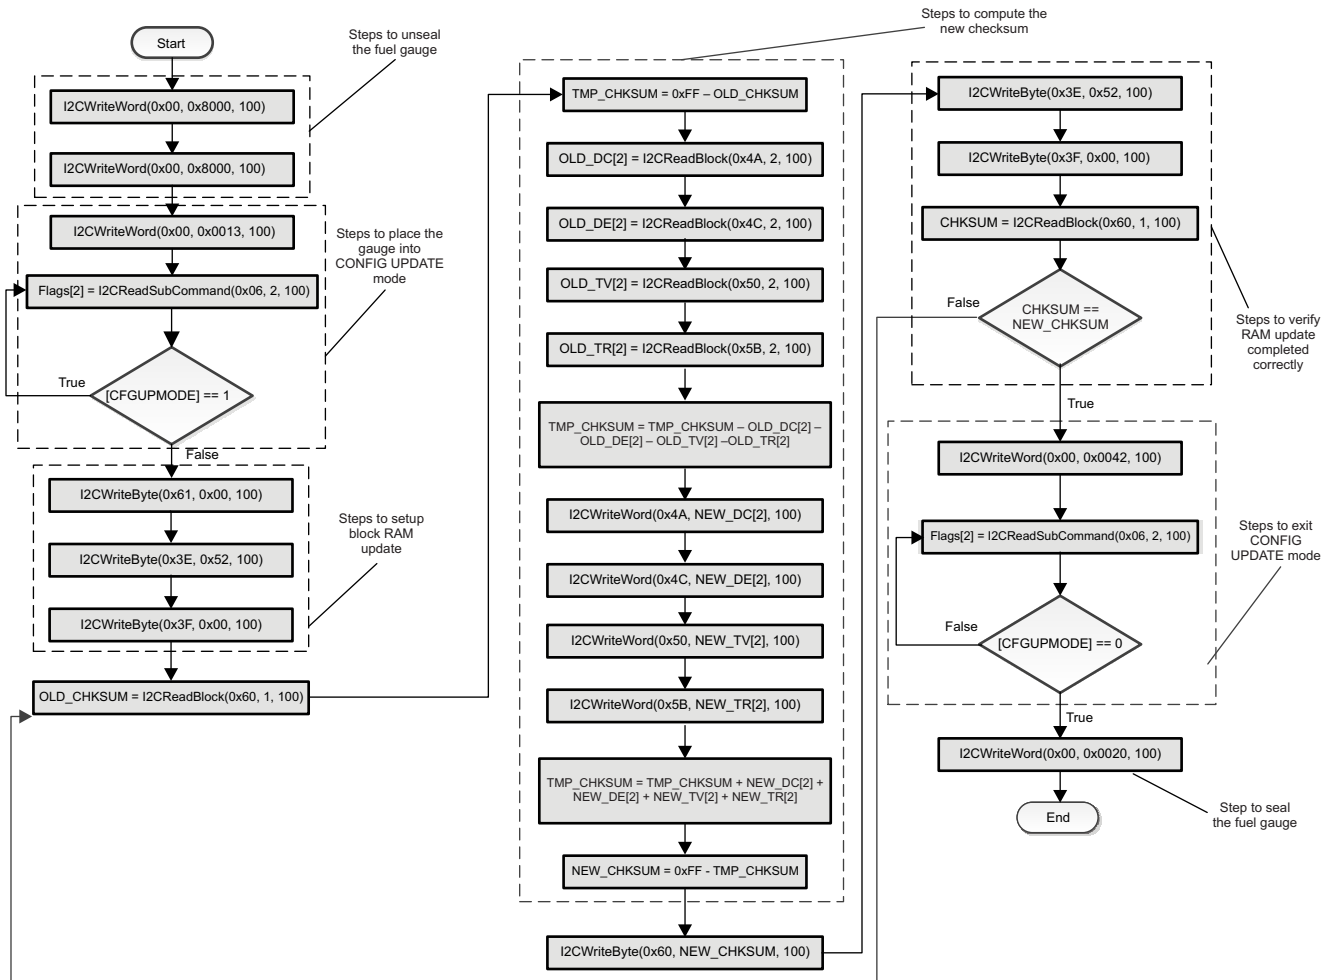 Start
Steps to unseal
the fuel gauge
I2CWriteWord(0x00, 0x8000, 100)
I2CWriteWord(0x00, 0x8000, 100)
I2CWriteWord(0x00, 0x0013, 100)
Steps to place the
gauge into
CONFIG UPDATE
mode
Flags[2] = I2CReadSubCommand(0x06, 2, 100)
True
[CFGUPMODE] == 1
False
I2CWriteByte(0x61, 0x00, 100)
Steps to setup
block RAM
update
I2CWriteByte(0x3E, 0x52, 100)
I2CWriteByte(0x3F, 0x00, 100)
OLD_CHKSUM = I2CReadBlock(0x60, 1, 100)
Steps to compute the
new checksum
TMP_CHKSUM = 0xFF – OLD_CHKSUM
OLD_DC[2] = I2CReadBlock(0x4A, 2, 100)
OLD_DE[2] = I2CReadBlock(0x4C, 2, 100)
OLD_TV[2] = I2CReadBlock(0x50, 2, 100)
OLD_TR[2] = I2CReadBlock(0x5B, 2, 100)
TMP_CHKSUM = TMP_CHKSUM – OLD_DC[2] –
OLD_DE[2] – OLD_TV[2] –OLD_TR[2]
I2CWriteWord(0x4A, NEW_DC[2], 100)
I2CWriteWord(0x4C, NEW_DE[2], 100)
I2CWriteWord(0x50, NEW_TV[2], 100)
I2CWriteWord(0x5B, NEW_TR[2], 100)
TMP_CHKSUM = TMP_CHKSUM + NEW_DC[2] +
NEW_DE[2] + NEW_TV[2] + NEW_TR[2]
NEW_CHKSUM = 0xFF - TMP_CHKSUM
I2CWriteByte(0x60, NEW_CHKSUM, 100)
I2CWriteByte(0x3E, 0x52, 100)
I2CWriteByte(0x3F, 0x00, 100)
CHKSUM = I2CReadBlock(0x60, 1, 100)
False
CHKSUM ==
NEW_CHKSUM
Steps to verify
RAM update
completed
correctly
True
I2CWriteWord(0x00, 0x0042, 100)
Flags[2] = I2CReadSubCommand(0x06, 2, 100)
Steps to exit
CONFIG
UPDATE mode
False
[CFGUPMODE] == 0
True
I2CWriteWord(0x00, 0x0020, 100)
End
Step to seal
the fuel gauge